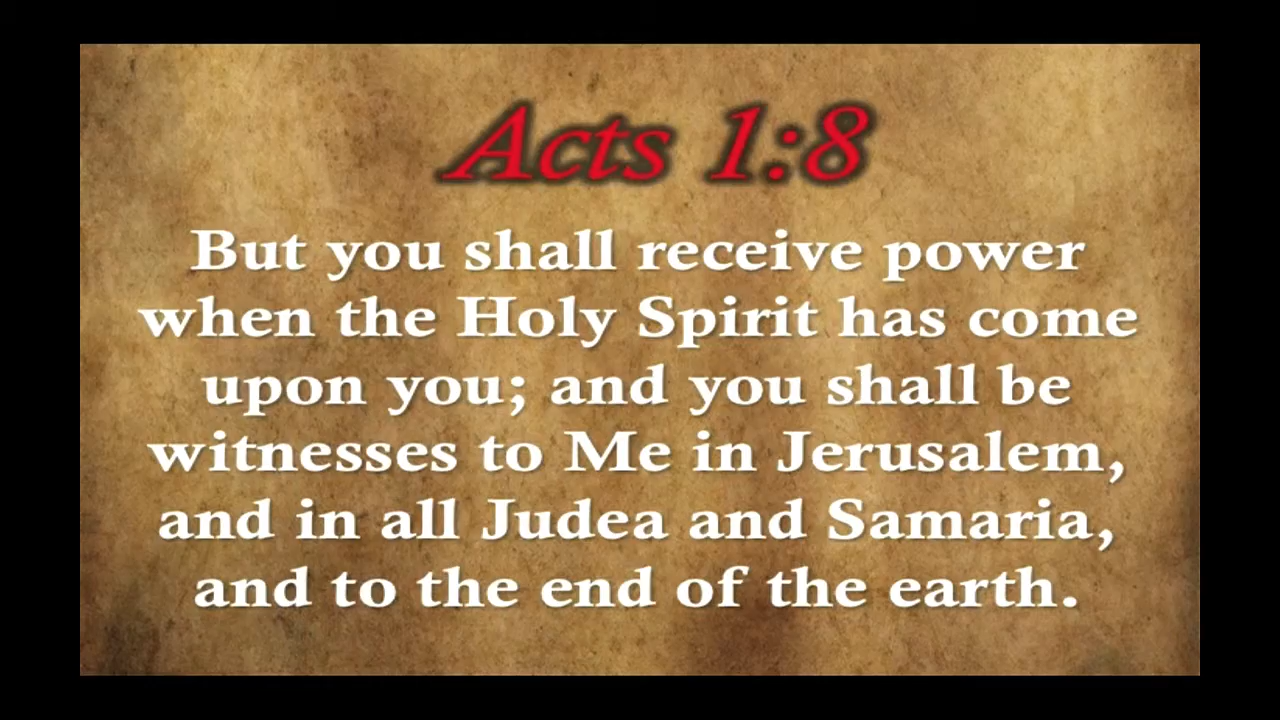 Acts 1:8
But you shall receive power
when the Holy Spirit has come
upon you; and you shall be
witnesses to Me in Jerusalem,
and in all Judea and Samaria,
and to the end of the earth.